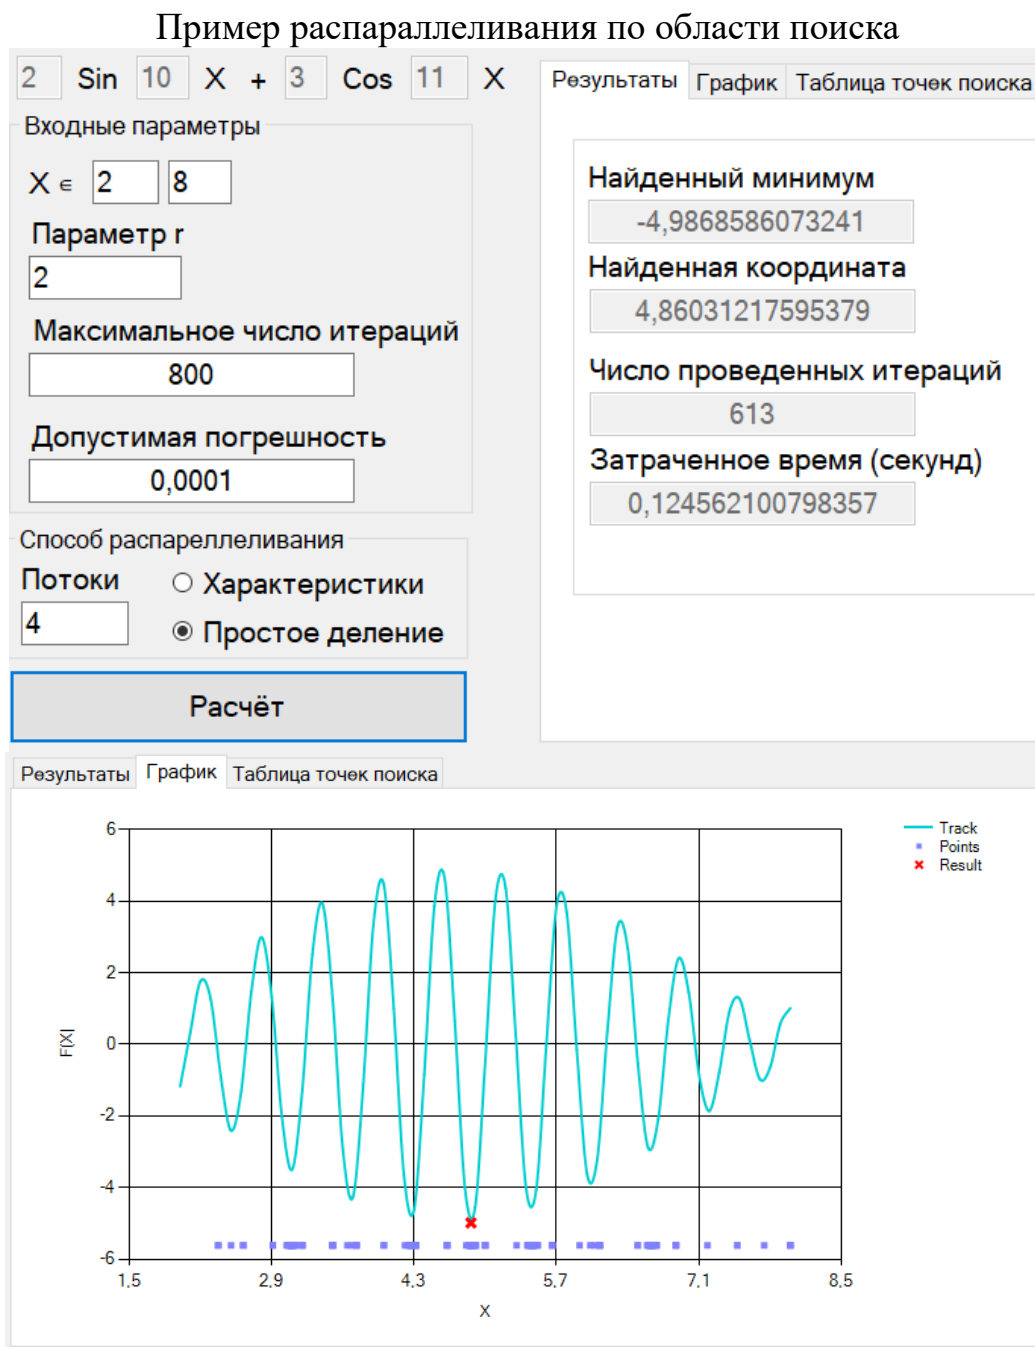 Пример распараллеливания по области поиска
2 Sin 10 X + 3 Cos 11 X
Входные параметры
X ∈ 2 8
Параметр r
2
Максимальное число итераций
800
Допустимая погрешность
0,0001
Способ распареллеливания
Потоки
4
Характеристики
Простое деление
Расчёт
Результаты График Таблица точек поиска
Найденный минимум
-4,9868586073241
Найденная координата
4,86031217595379
Число проведенных итераций
613
Затраченное время (секунд)
0,124562100798357
Результаты График Таблица точек поиска
6
4
2
0
-2
-4
-6
F(X)
1,5 2,9 4,3 5,7 7,1 8,5
X
Track
Points
Result